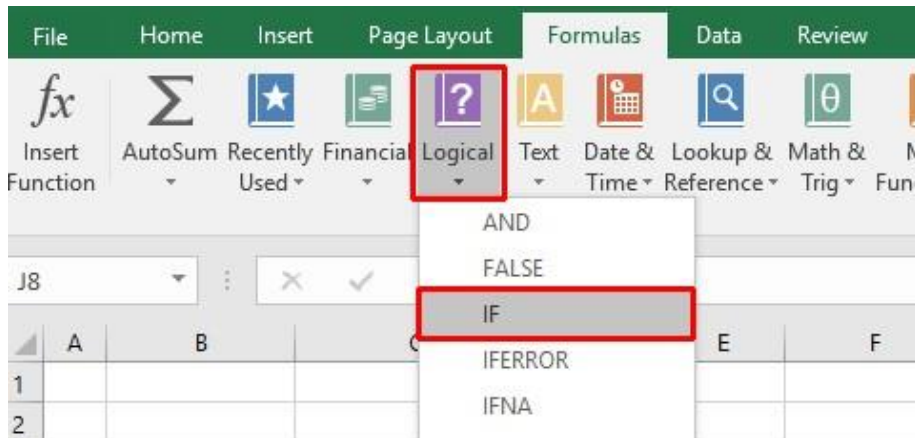 File Home Insert Page Layout Formulas Data Review
fx
Insert Function
AutoSum
Recently Used
Financial
Logical
Text
Date & Time
Lookup & Reference
Math & Trig
AND
FALSE
IF
IFERROR
IFNA
J8
A B E F
1
2